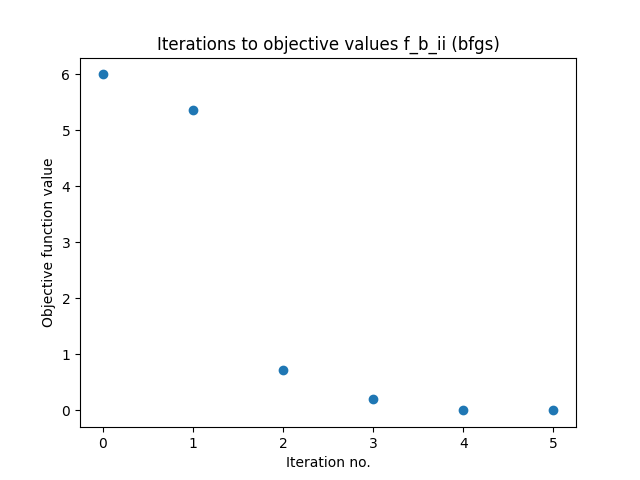 Iterations to objective values f_b_ii (bfgs)
6
5
4
3
2
1
0
Objective function value
0 1 2 3 4 5
Iteration no.